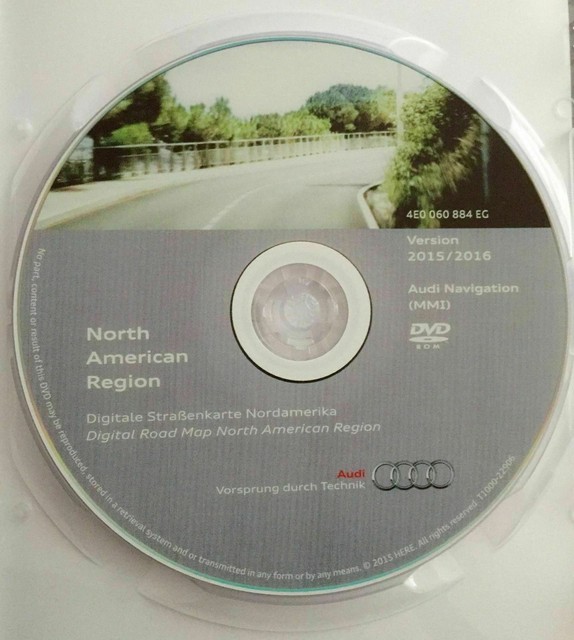 4E0 060 884 EG
Version
2015/2016
Audi Navigation
(MMI)
DVD
ROM
North
American
Region
Digitale Straßenkarte Nordamerika
Digital Road Map North American Region
Audi
Vorsprung durch Technik
No part, content or result of this DVD may be reproduced, stored in a retrieval system and or transmitted in any form or by any means. © 2015 HERE. All rights reserved. T1000-22906